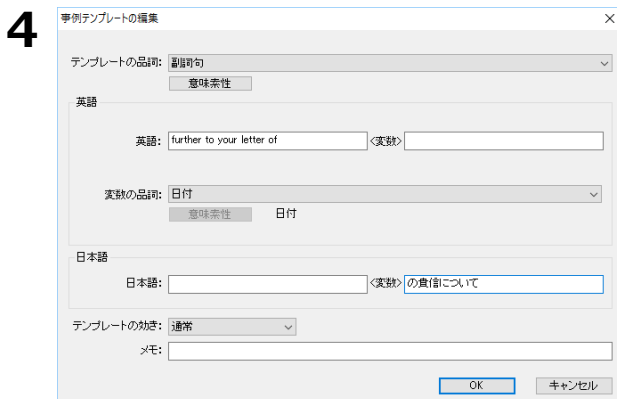 4
事例テンプレートの編集
テンプレートの品詞: 副詞句
意味素性
英語
英語: further to your letter of <変数>
変数の品詞: 日付
意味素性 日付
日本語
日本語: <変数> の貴信について
テンプレートの効き: 通常
メモ:
OK キャンセル